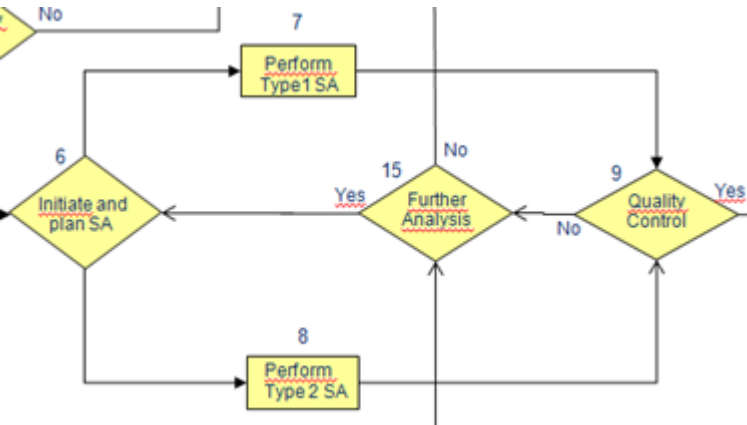 No
7
Perform
Type1 SA
6
Initiate and
plan SA
15
No
Yes
Further
Analysis
9
Quality
Control
Yes
No
8
Perform
Type 2 SA